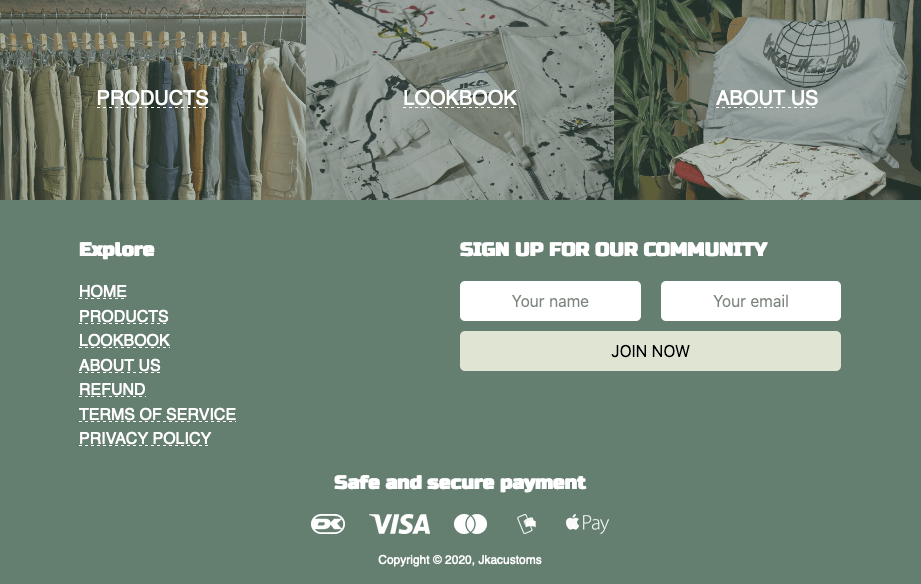 PRODUCTS
LOOKBOOK
ABOUT US
Explore
HOME
PRODUCTS
LOOKBOOK
ABOUT US
REFUND
TERMS OF SERVICE
PRIVACY POLICY
SIGN UP FOR OUR COMMUNITY
Your name
Your email
JOIN NOW
Safe and secure payment
DK VISA Pay
Copyright © 2020, Jkacustoms